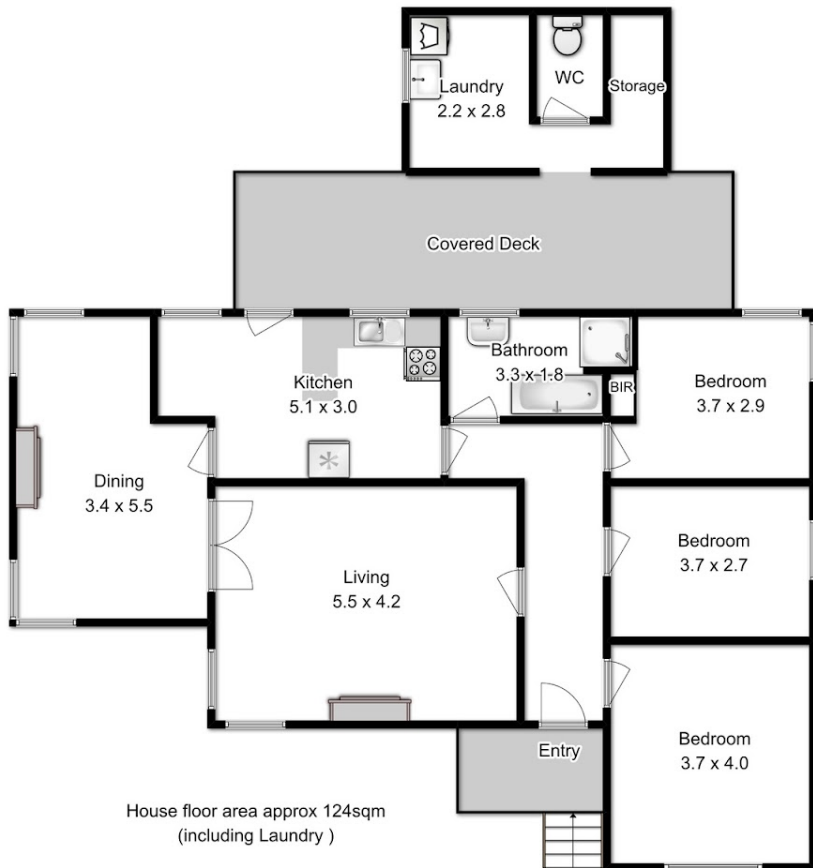 Laundry
2.2 x 2.8
WC
Storage
Covered Deck
Kitchen
5.1 x 3.0
Bathroom
3.3 x 1.8
BIR
Bedroom
3.7 x 2.9
Dining
3.4 x 5.5
Living
5.5 x 4.2
Bedroom
3.7 x 2.7
Entry
Bedroom
3.7 x 4.0
House floor area approx 124sqm
(including Laundry )